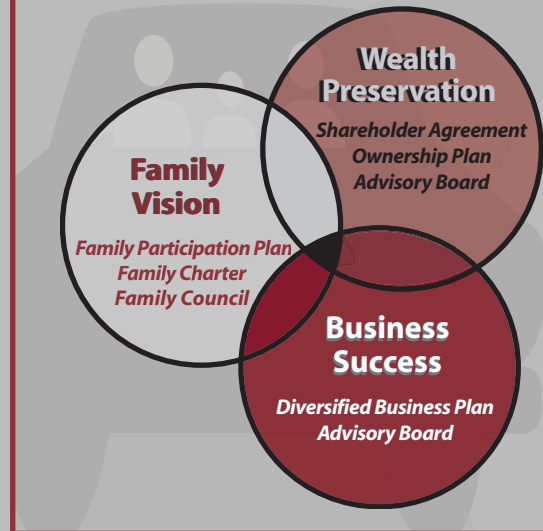 Wealth
Preservation
Shareholder Agreement
Ownership Plan
Advisory Board
Family
Vision
Family Participation Plan
Family Charter
Family Council
Business
Success
Diversified Business Plan
Advisory Board